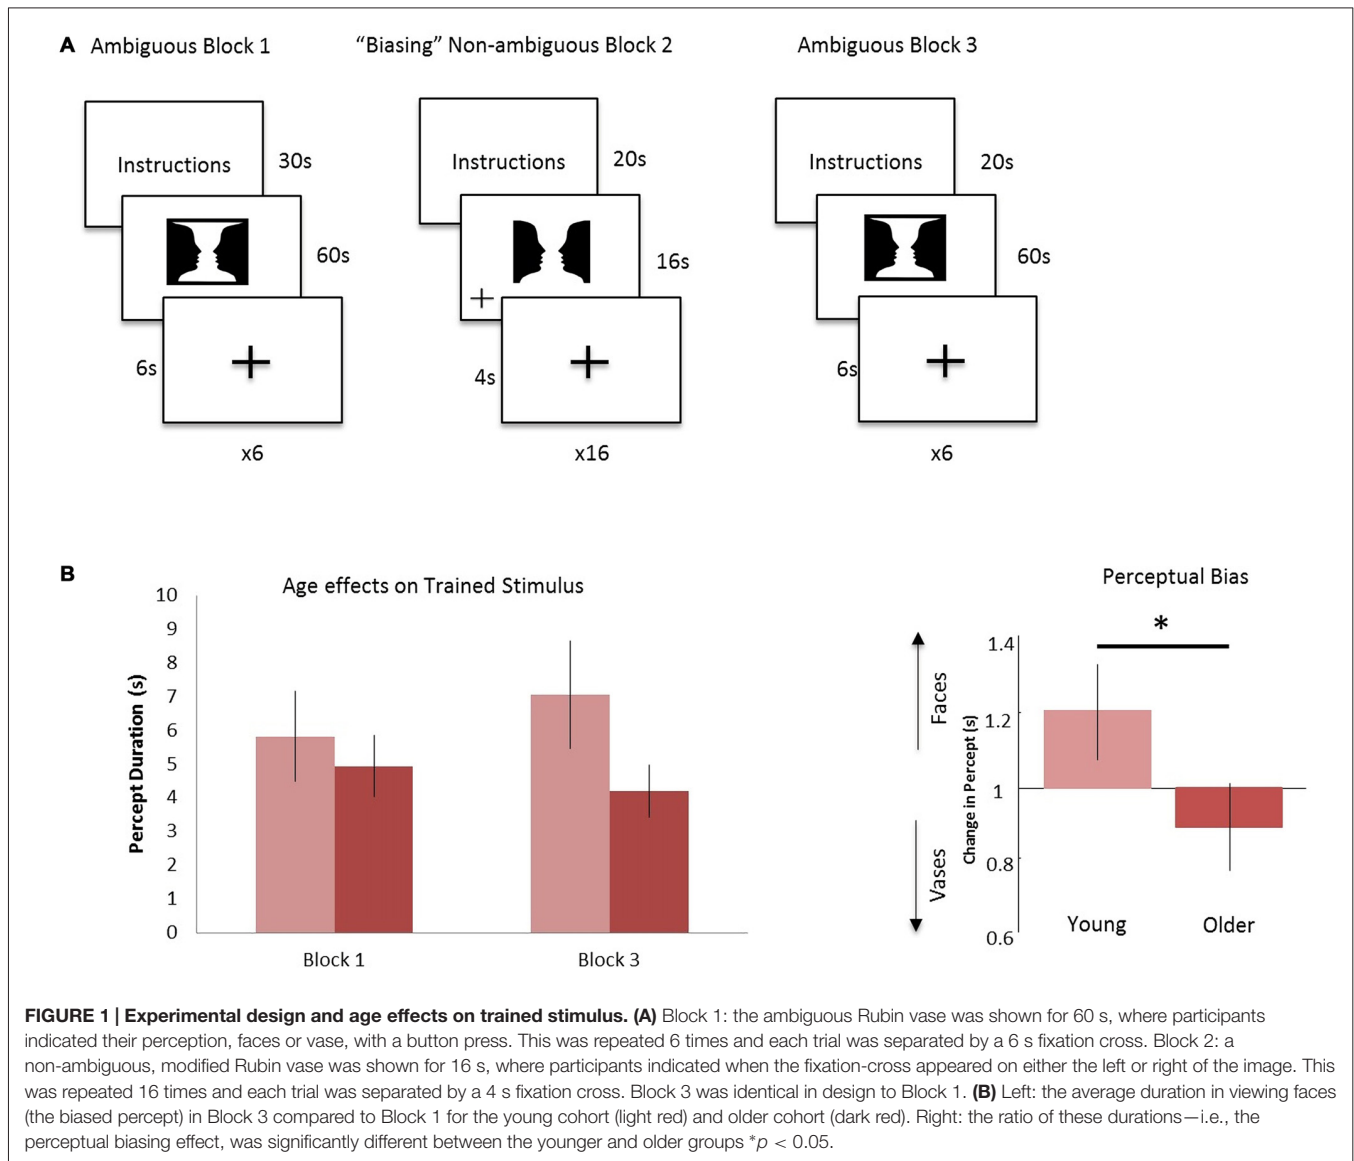 A Ambiguous Block 1 “Biasing” Non-ambiguous Block 2 Ambiguous Block 3
Instructions 30s
60s
6s
x6
Instructions 20s
16s
4s
x16
Instructions 20s
60s
6s
x6
B
Age effects on Trained Stimulus
Percept Duration (s)
10
9
8
7
6
5
4
3
2
1
0
Block 1 Block 3
Perceptual Bias
*
Faces
Vases
Change in Percept (s)
1.4
1.2
1
0.8
0.6
Young Older
FIGURE 1 | Experimental design and age effects on trained stimulus. (A) Block 1: the ambiguous Rubin vase was shown for 60 s, where participants
indicated their perception, faces or vase, with a button press. This was repeated 6 times and each trial was separated by a 6 s fixation cross. Block 2: a
non-ambiguous, modified Rubin vase was shown for 16 s, where participants indicated when the fixation-cross appeared on either the left or right of the image. This
was repeated 16 times and each trial was separated by a 4 s fixation cross. Block 3 was identical in design to Block 1. (B) Left: the average duration in viewing faces
(the biased percept) in Block 3 compared to Block 1 for the young cohort (light red) and older cohort (dark red). Right: the ratio of these durations—i.e., the
perceptual biasing effect, was significantly different between the younger and older groups *p < 0.05.